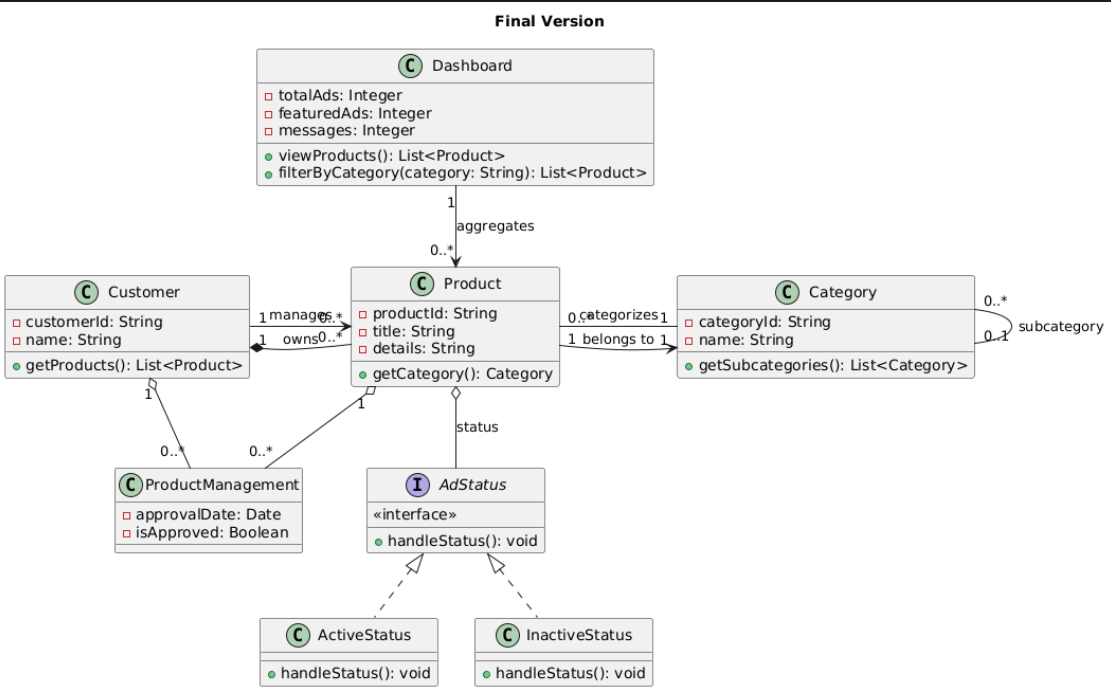 Final Version
C Dashboard
totalAds: Integer
featuredAds: Integer
messages: Integer
viewProducts(): List<Product>
filterByCategory(category: String): List<Product>
1
aggregates
0..*
C Customer
customerId: String
name: String
getProducts(): List<Product>
1 manages 0..*
1 owns 0..*
C Product
productId: String
title: String
details: String
getCategory(): Category
0..* categorizes 1
1 belongs to 1
C Category
categoryId: String
name: String
getSubcategories(): List<Category>
0..*
subcategory
0..1
1
0..*
1
0..*
status
C ProductManagement
approvalDate: Date
isApproved: Boolean
I AdStatus
«interface»
handleStatus(): void
C ActiveStatus
handleStatus(): void
C InactiveStatus
handleStatus(): void